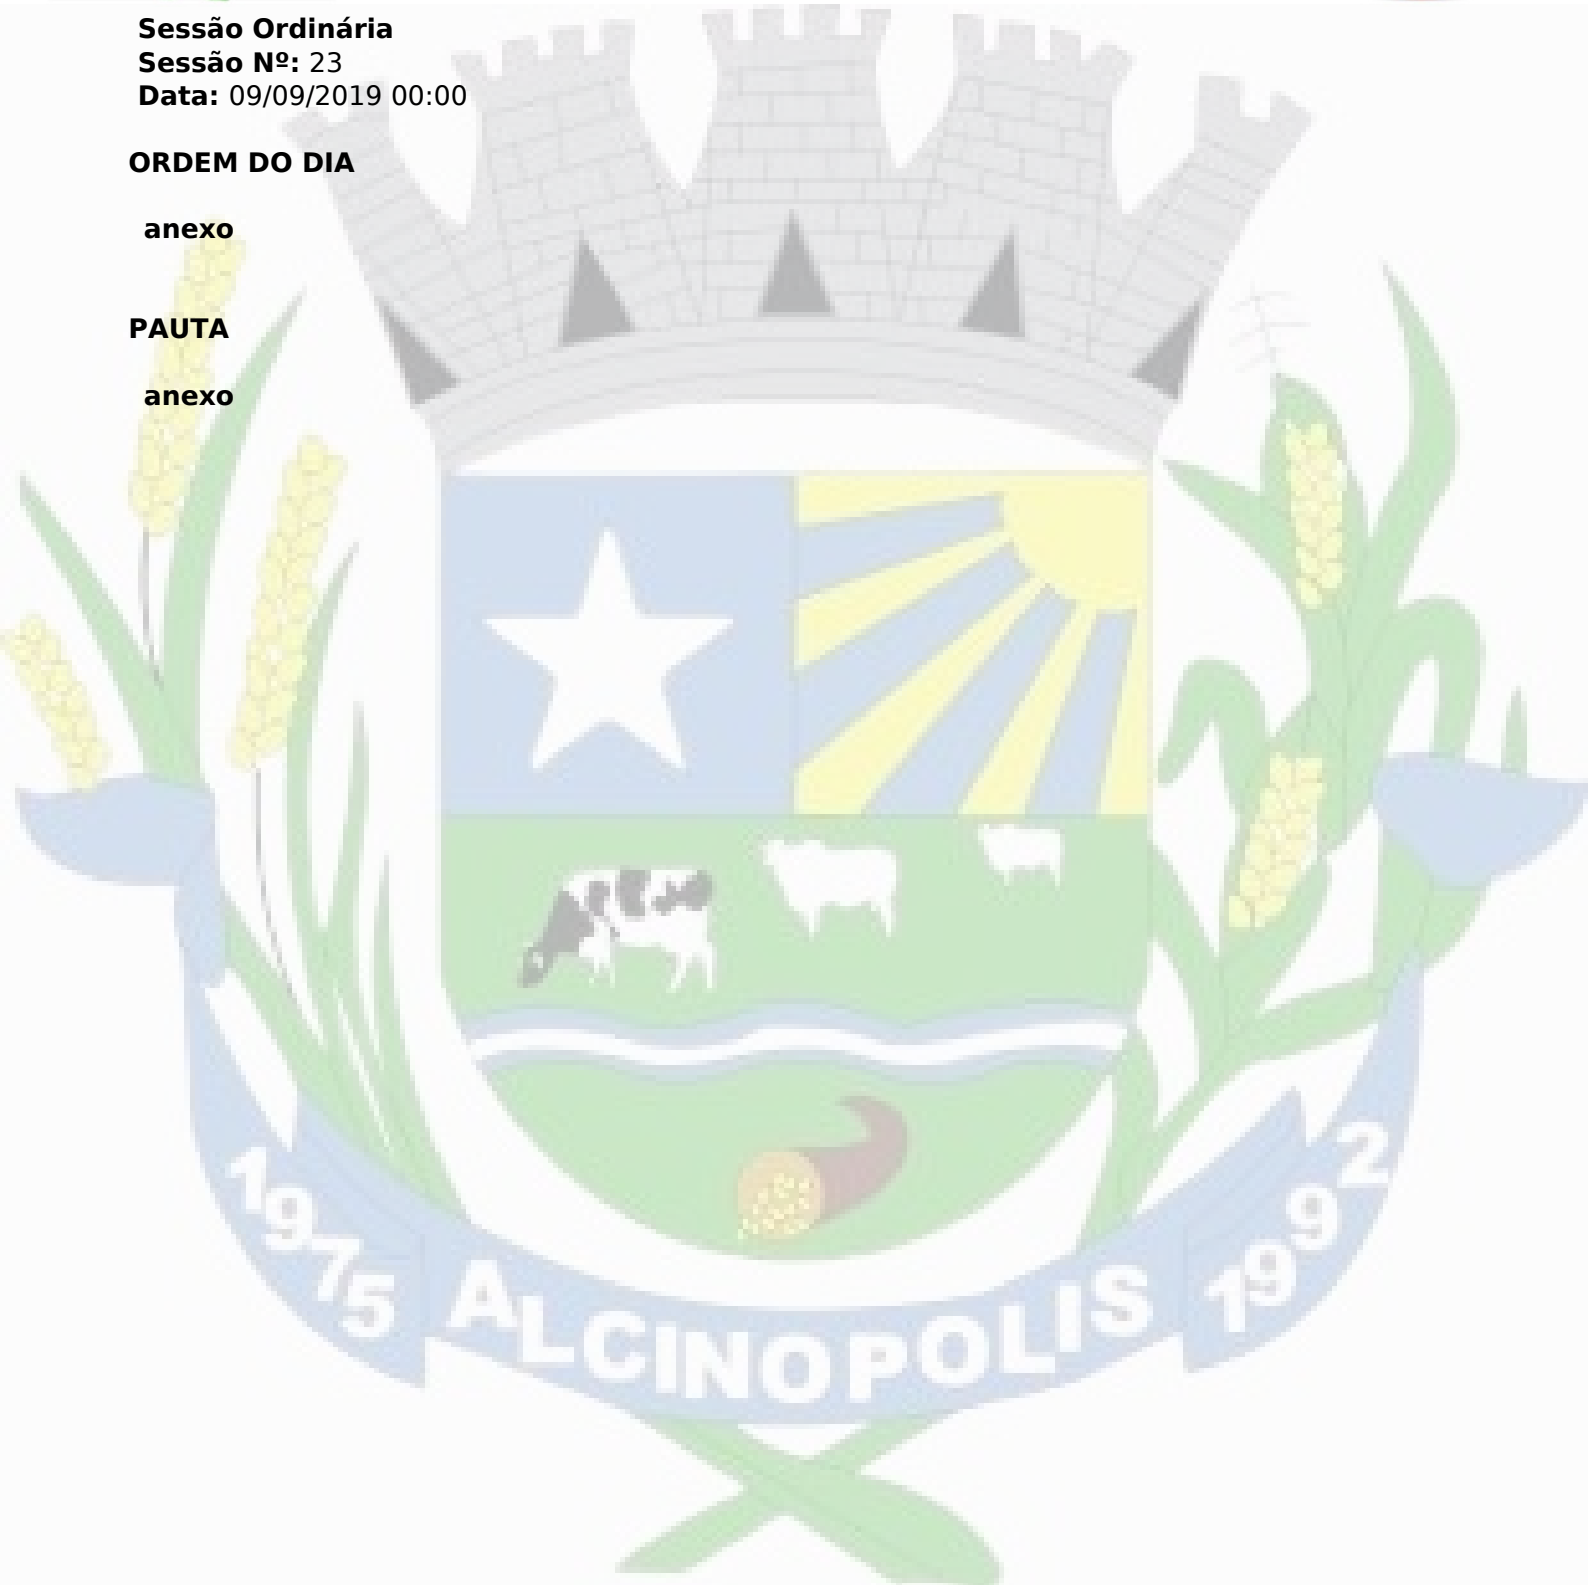 Sessão Ordinária
Sessão Nº: 23
Data: 09/09/2019 00:00
ORDEM DO DIA
anexo
PAUTA
anexo
1975 ALCINOPOLIS 1992